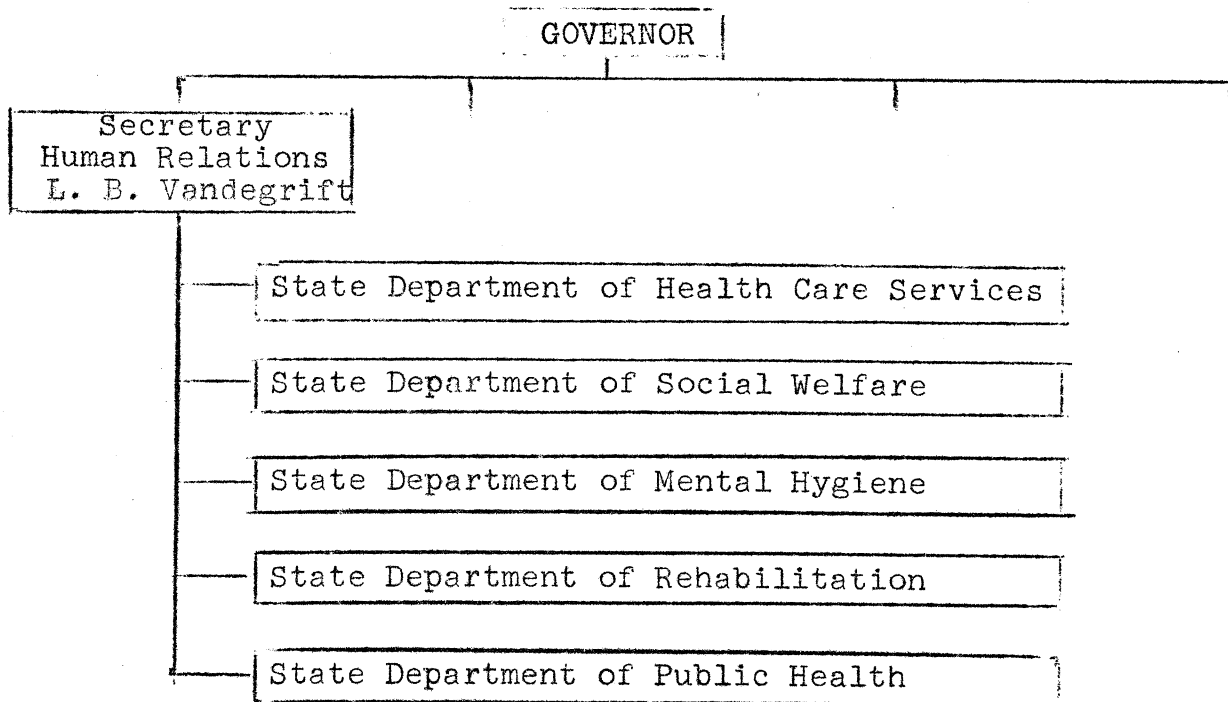 GOVERNOR
Secretary
Human Relations
L. B. Vandegrift
State Department of Health Care Services
State Department of Social Welfare
State Department of Mental Hygiene
State Department of Rehabilitation
State Department of Public Health